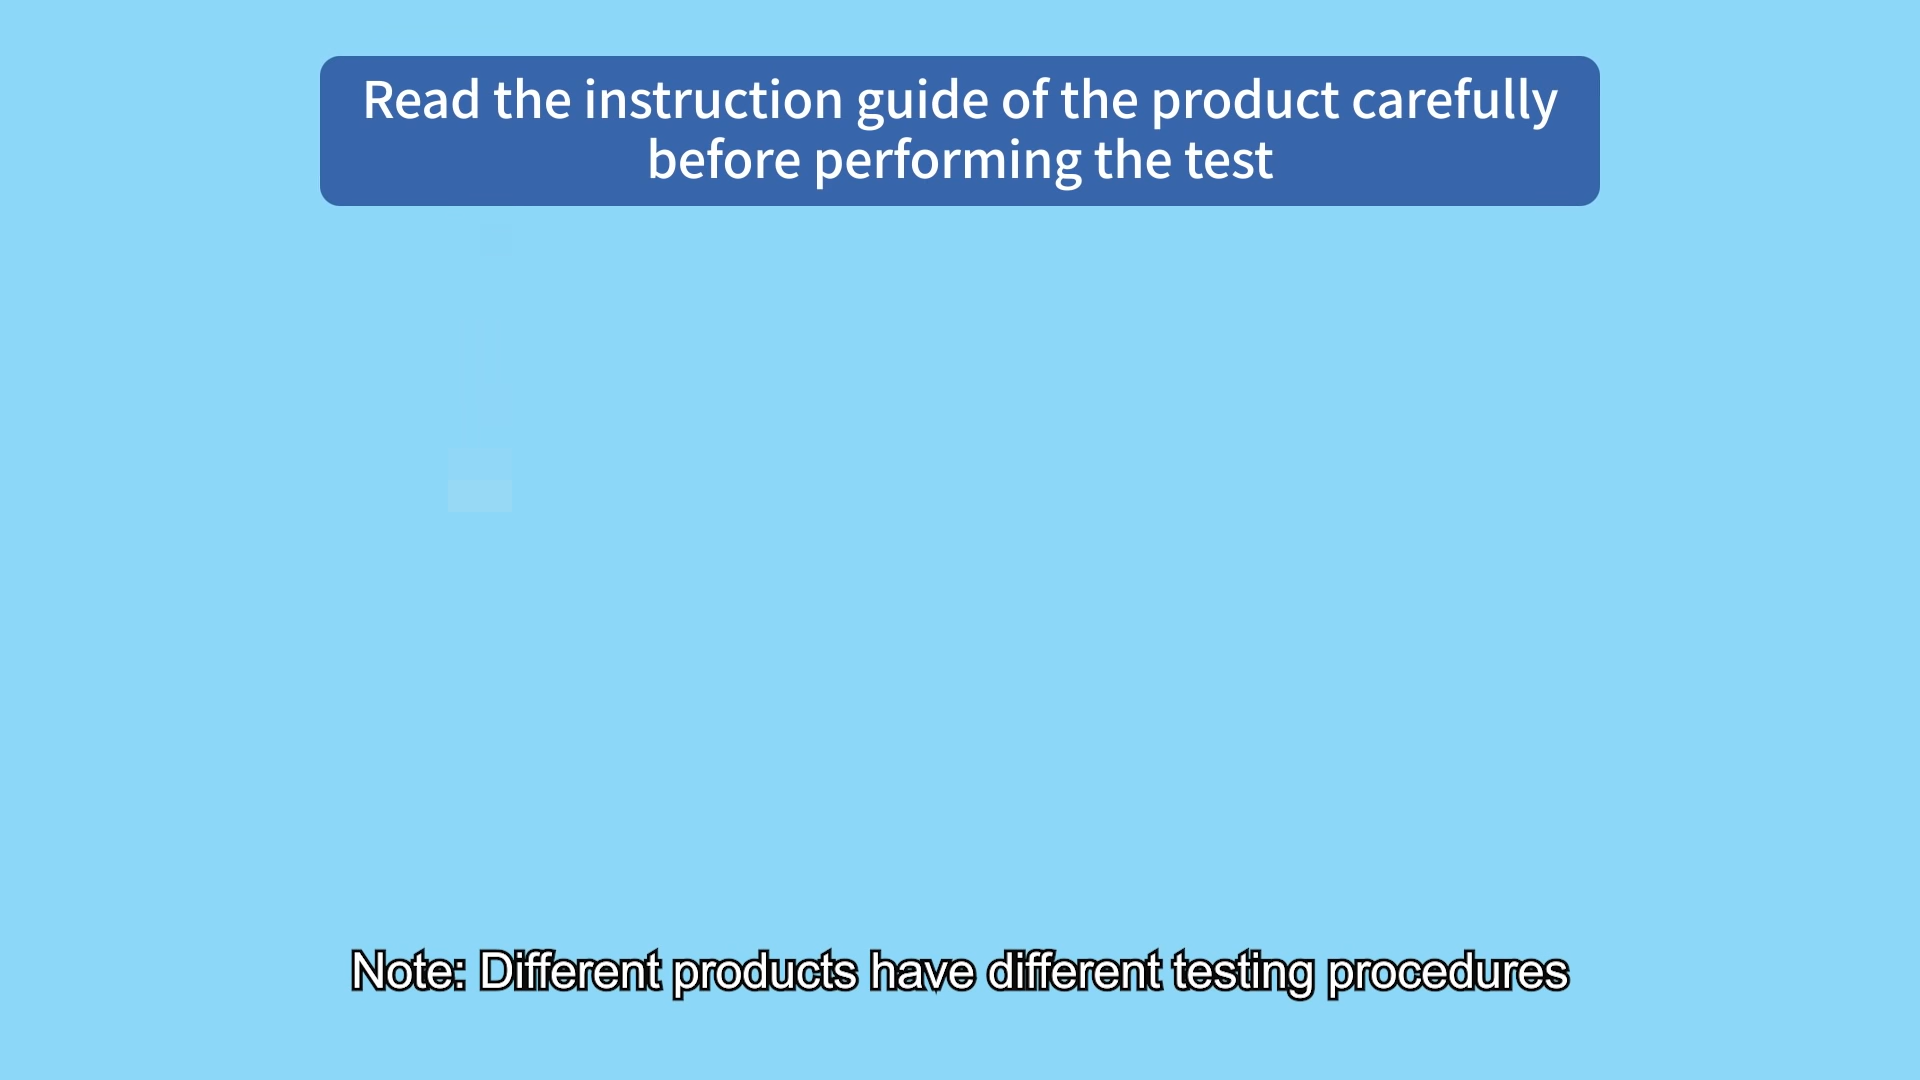 Read the instruction guide of the product carefully
before performing the test
Note: Different products have different testing procedures